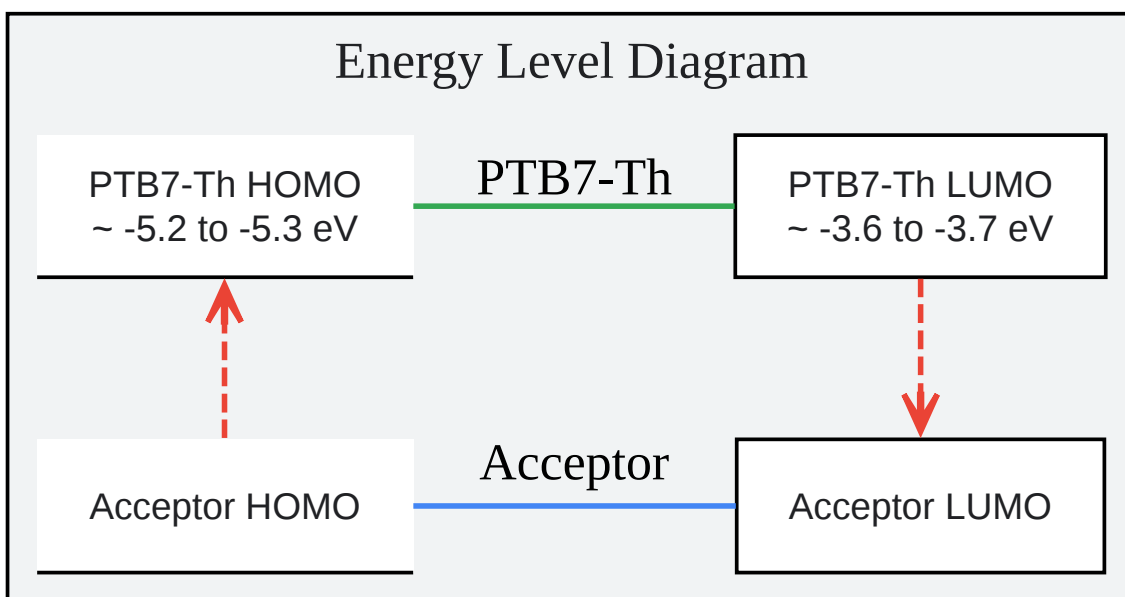 Energy Level Diagram
PTB7-Th HOMO
~ -5.2 to -5.3 eV
PTB7-Th
PTB7-Th LUMO
~ -3.6 to -3.7 eV
Acceptor HOMO
Acceptor
Acceptor LUMO